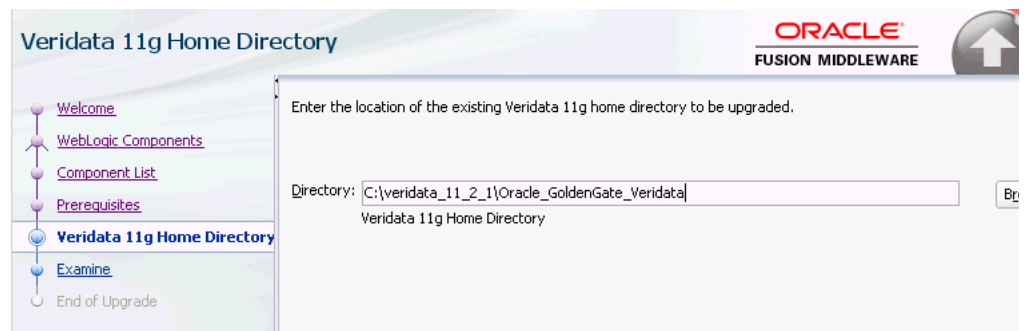 Veridata 11g Home Directory
ORACLE
FUSION MIDDLEWARE
Welcome
WebLogic Components
Component List
Prerequisites
Veridata 11g Home Directory
Examine
End of Upgrade
Enter the location of the existing Veridata 11g home directory to be upgraded.
Directory: C:\veridata_11_2_1\Oracle_GoldenGate_Veridata
Veridata 11g Home Directory